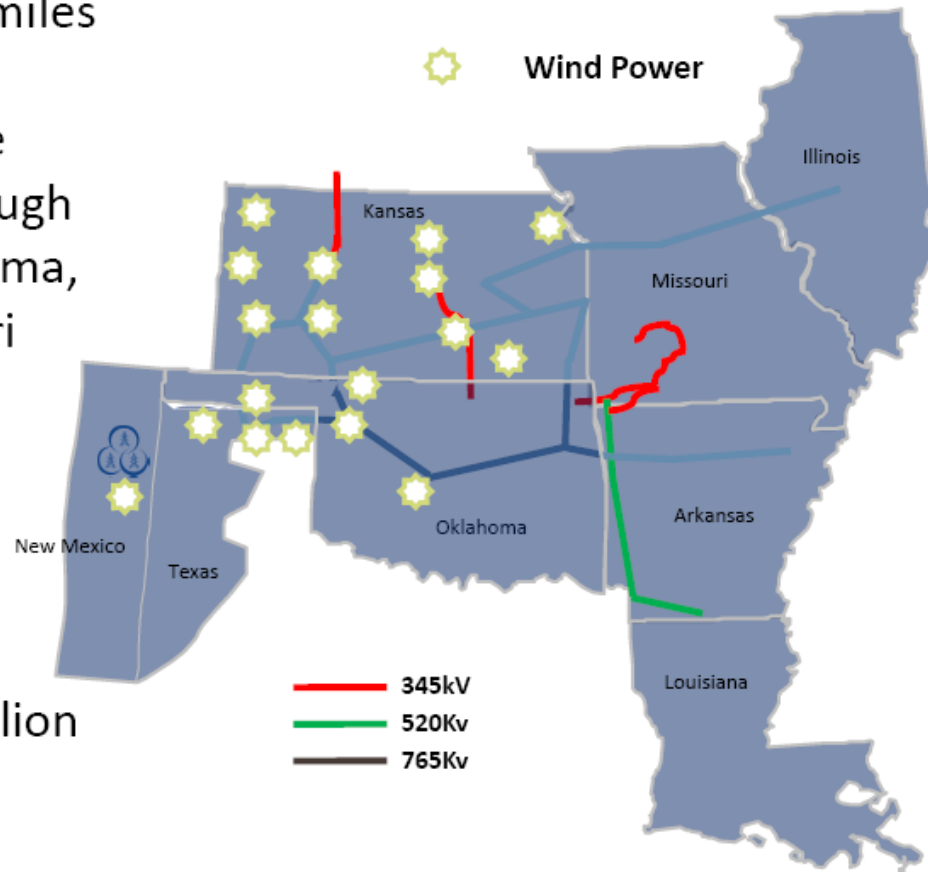 miles
Wind Power
e
Illinois
ugh
Kansas
ma,
Missouri
ri
Arkansas
Oklahoma
New Mexico
Texas
345kV
Louisiana
lion
520Kv
765Kv